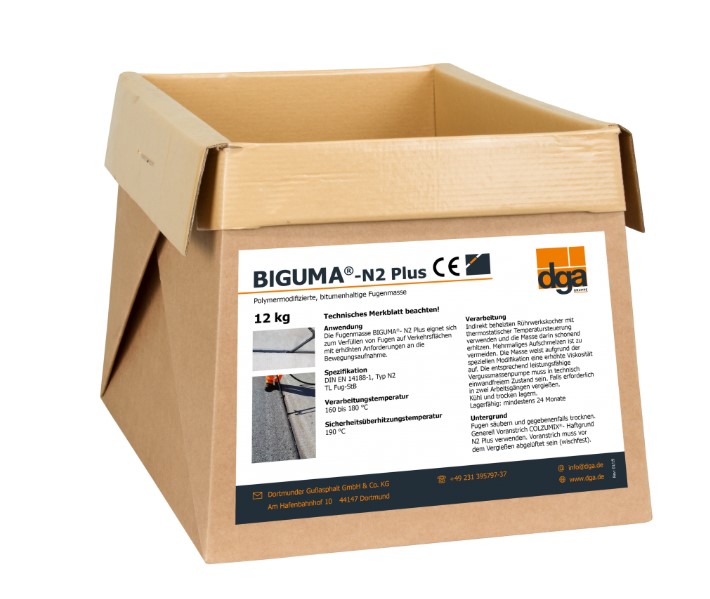 BIGUMA®-N2 Plus CE
Polymermodifizierte, bitumenhaltige Fugenmasse
12 kg
Technisches Merkblatt beachten!
Anwendung
Die Fugenmasse BIGUMA®- N2 Plus eignet sich
zum Verfüllen von Fugen auf Verkehrsflächen
mit erhöhten Anforderungen an die
Bewegungsaufnahme.
Spezifikation
DIN EN 14188-1, Typ N2
TL Fug-StB
Verarbeitungstemperatur
160 bis 180 °C
Sicherheitsüberhitzungstemperatur
190 °C
dga
Verarbeitung
Indirekt beheizten Rührwerkskocher mit
thermostatischer Temperatursteuerung
verwenden und die Masse darin schonend
erhitzen. Mehrmaliges Aufschmelzen ist zu
vermeiden. Die Masse weist aufgrund der
speziellen Modifikation eine erhöhte Viskosität
auf. Die entsprechend leistungsfähige
Vergussmassenpumpe muss in technisch
einwandfreiem Zustand sein. Falls erforderlich
in zwei Arbeitsgängen vergießen.
Kühl und trocken lagern.
Lagerfähig: mindestens 24 Monate
Untergrund
Fugen säubern und gegebenenfalls trocknen.
Generell Voranstrich COLZUMIX®- Haftgrund
N2 Plus verwenden. Voranstrich muss vor
dem Vergießen abgelüftet sein (wischfest).
Dortmunder Gußasphalt GmbH & Co. KG
Am Hafenbahnhof 10 44147 Dortmund
+49 231 395797-37
info@dga.de
www.dga.de